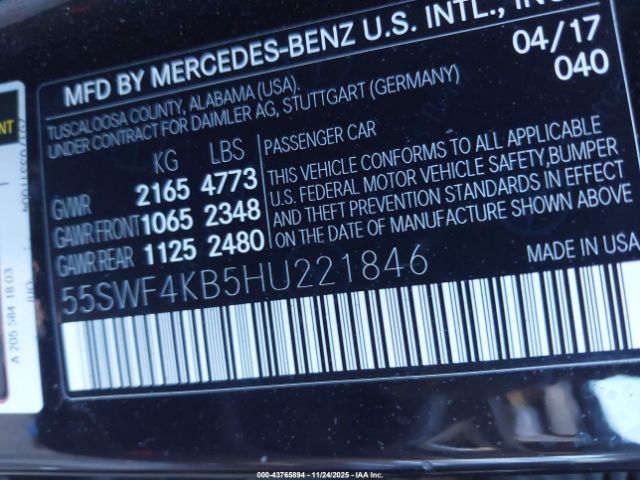 MFD BY MERCEDES-BENZ U.S. INTL., INC
TUSCALOOSA COUNTY, ALABAMA (USA).
UNDER CONTRACT FOR DAIMLER AG, STUTTGART (GERMANY)
04/17
040
KG LBS
GVWR 2165 4773
GAWR FRONT 1065 2348
GAWR REAR 1125 2480
PASSENGER CAR
THIS VEHICLE CONFORMS TO ALL APPLICABLE
U.S. FEDERAL MOTOR VEHICLE SAFETY, BUMPER
AND THEFT PREVENTION STANDARDS IN EFFECT
ON THE DATE OF MANUFACTURE SHOWN ABOVE
MADE IN USA
55SWF4KB5HU221846
A 205 584 18 03
000-43765894 - 11/24/2025 - IAA Inc.